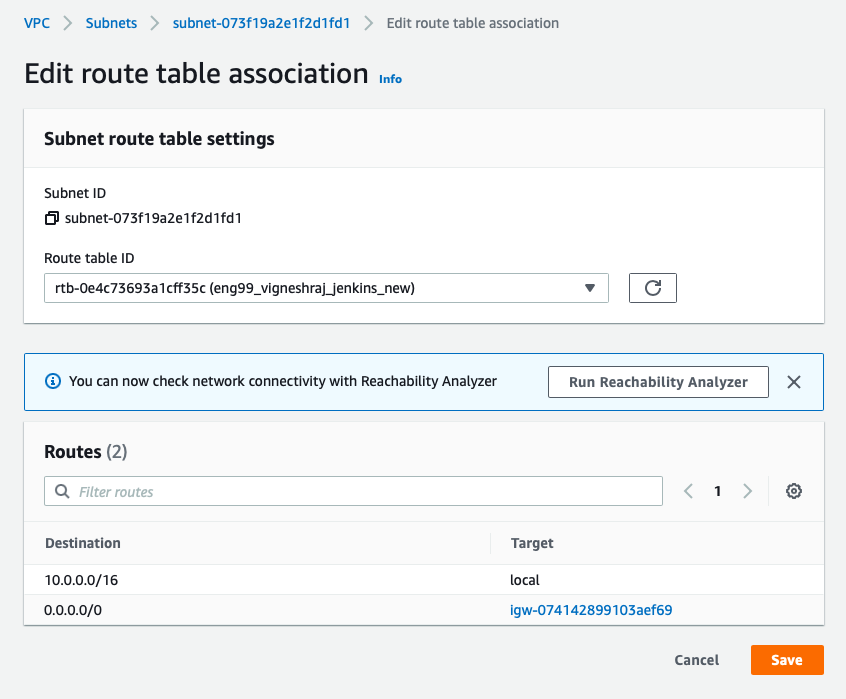 VPC Subnets subnet-073f19a2e1f2d1fd1 Edit route table association
Edit route table association Info
Subnet route table settings
Subnet ID
subnet-073f19a2e1f2d1fd1
Route table ID
rtb-0e4c73693a1cff35c (eng99_vigneshraj_jenkins_new)
You can now check network connectivity with Reachability Analyzer Run Reachability Analyzer
Routes (2)
Filter routes 1
Destination Target
10.0.0.0/16 local
0.0.0.0/0 igw-074142899103aef69
Cancel Save